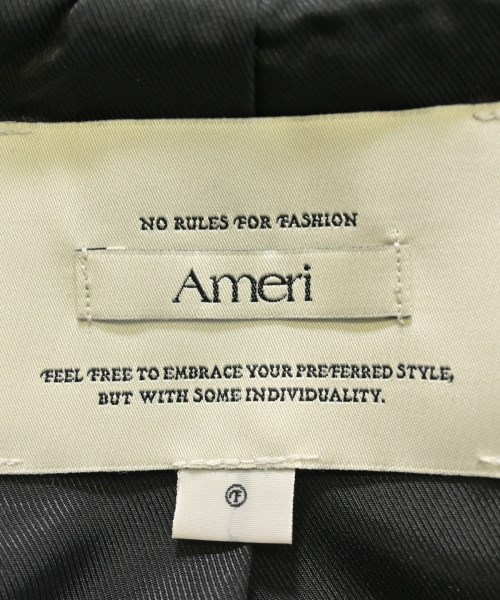 NO RULES FOR FASHION
Ameri
FEEL FREE TO EMBRACE YOUR PREFERRED STYLE,
BUT WITH SOME INDIVIDUALITY.
F